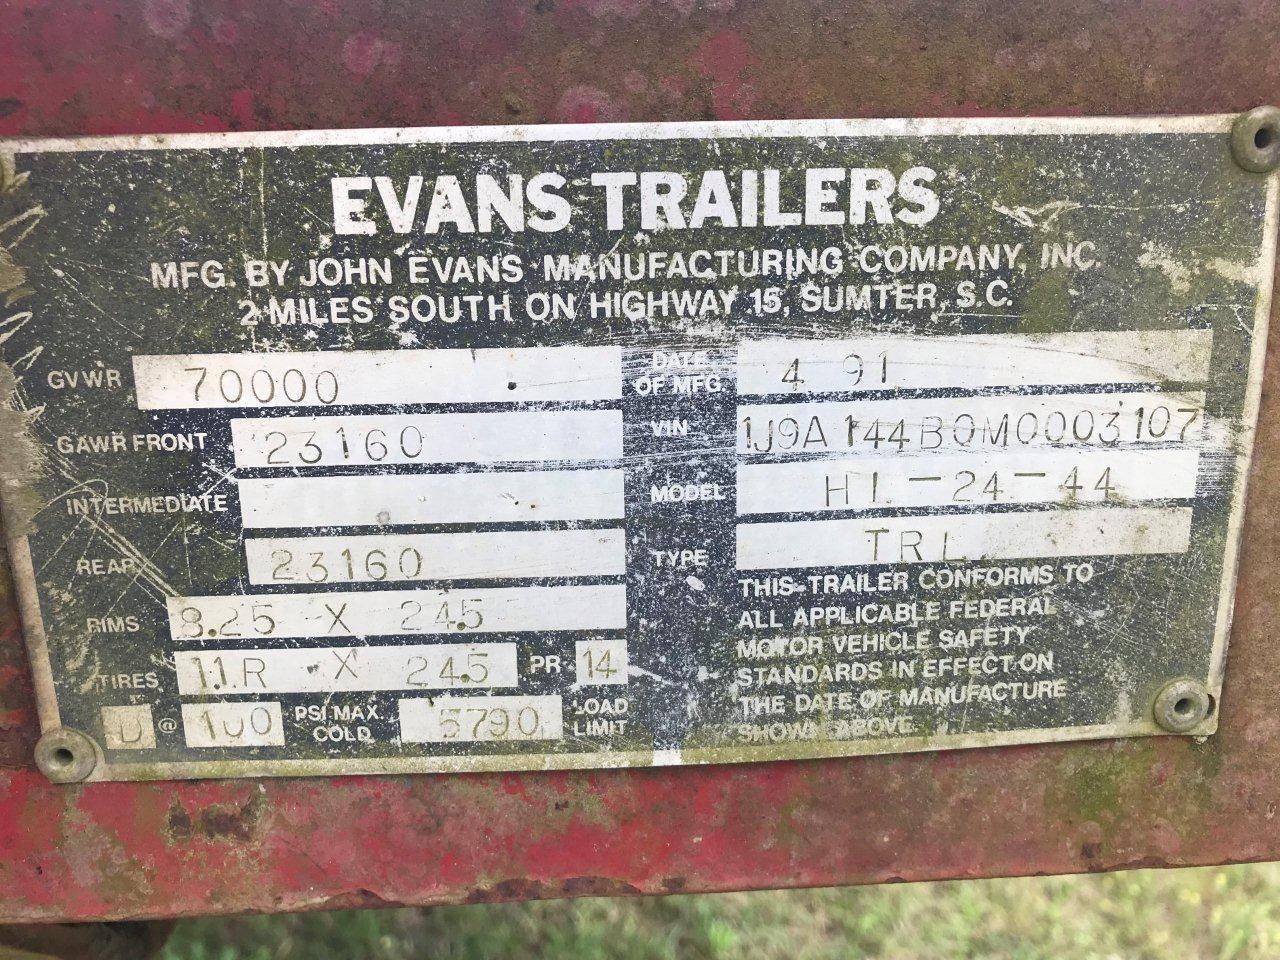 EVANS TRAILERS
MFG. BY JOHN EVANS MANUFACTURING COMPANY, INC.
2 MILES SOUTH ON HIGHWAY 15, SUMTER, S.C.
GVWR 70000
GAWR FRONT 23160
INTERMEDIATE
REAR 23160
RIMS 8.25 X 24.5
TIRES 11R X 24.5 PR 14
D @ 100 PSI MAX. COLD 5790 LOAD LIMIT
DATE OF MFG. 4 91
VIN 1J9A144B0M0003107
MODEL HL-24-44
TYPE TRL.
THIS TRAILER CONFORMS TO
ALL APPLICABLE FEDERAL
MOTOR VEHICLE SAFETY
STANDARDS IN EFFECT ON
THE DATE OF MANUFACTURE
SHOWN ABOVE.